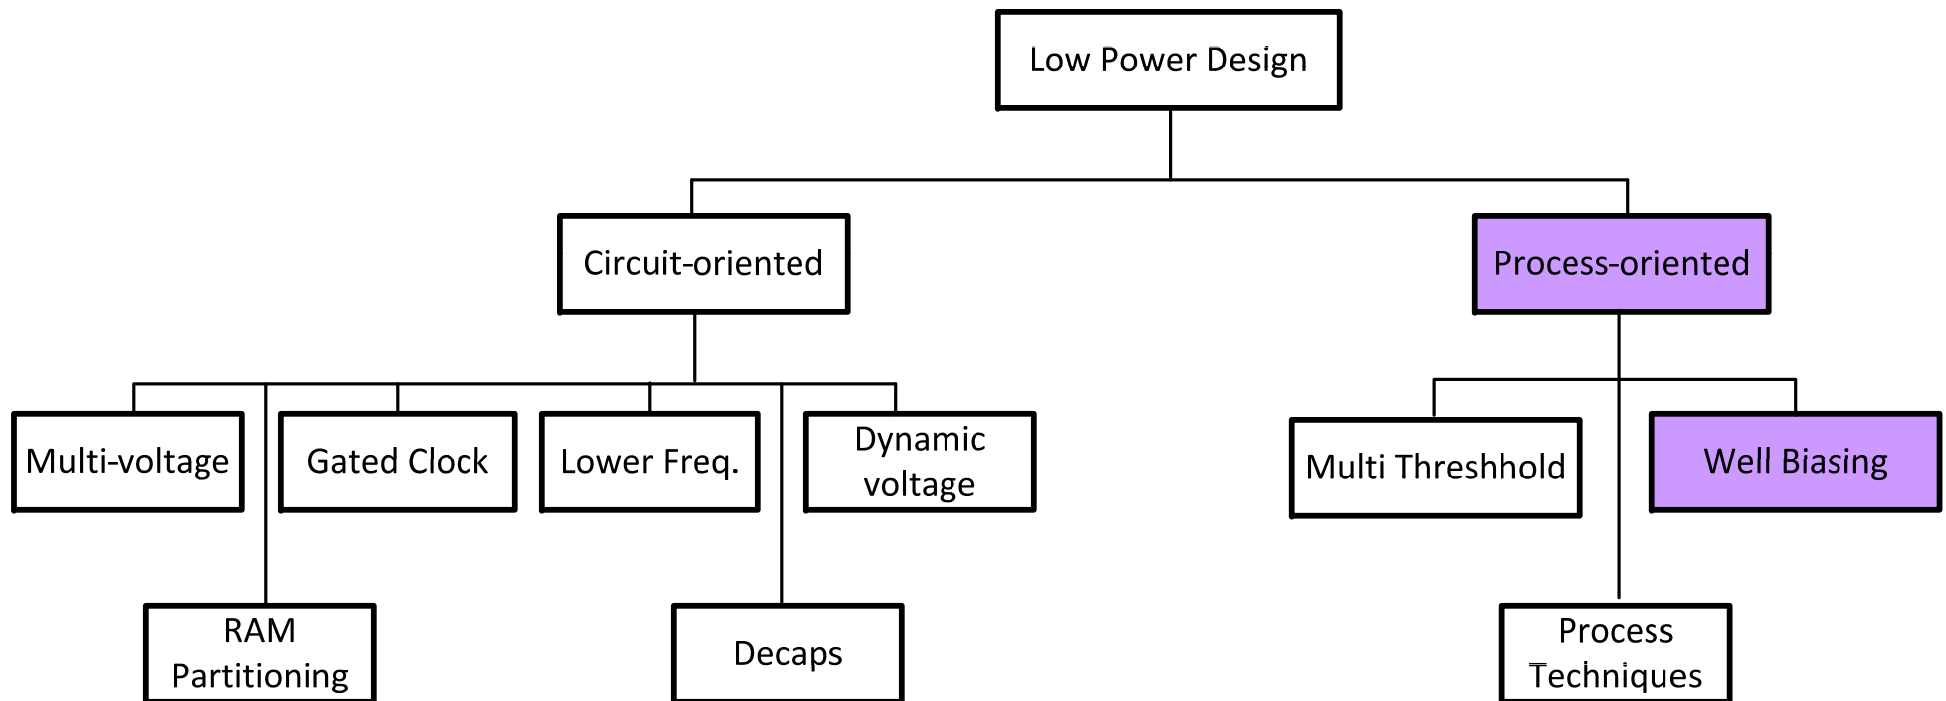 Low Power Design
Circuit-oriented
Process-oriented
Multi-voltage
Gated Clock
Lower Freq.
Dynamic
voltage
Multi Threshhold
Well Biasing
RAM
Partitioning
Decaps
Process
Techniques